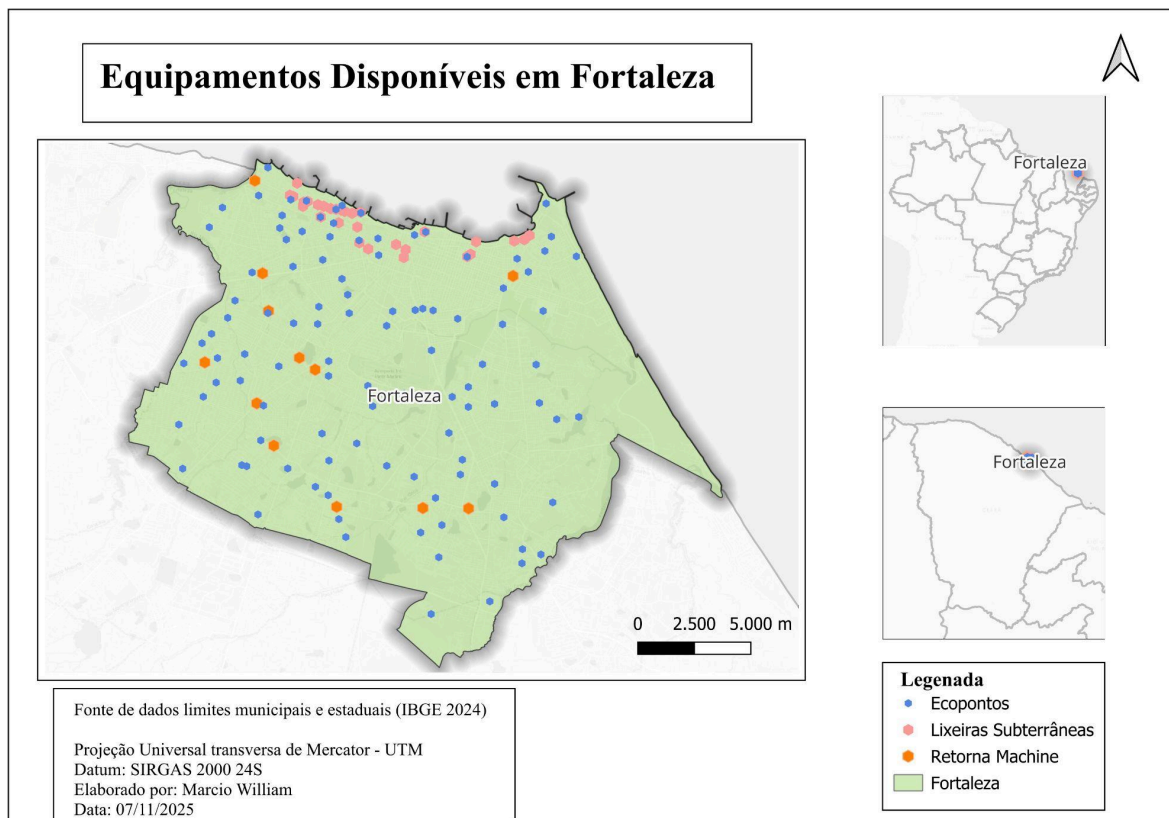 Equipamentos Disponíveis em Fortaleza
Fortaleza
0 2.500 5.000 m
Fonte de dados limites municipais e estaduais (IBGE 2024)
Projeção Universal transversa de Mercator - UTM
Datum: SIRGAS 2000 24S
Elaborado por: Marcio William
Data: 07/11/2025
Fortaleza
Fortaleza
Legenada
Ecopontos
Lixeiras Subterrâneas
Retorna Machine
Fortaleza